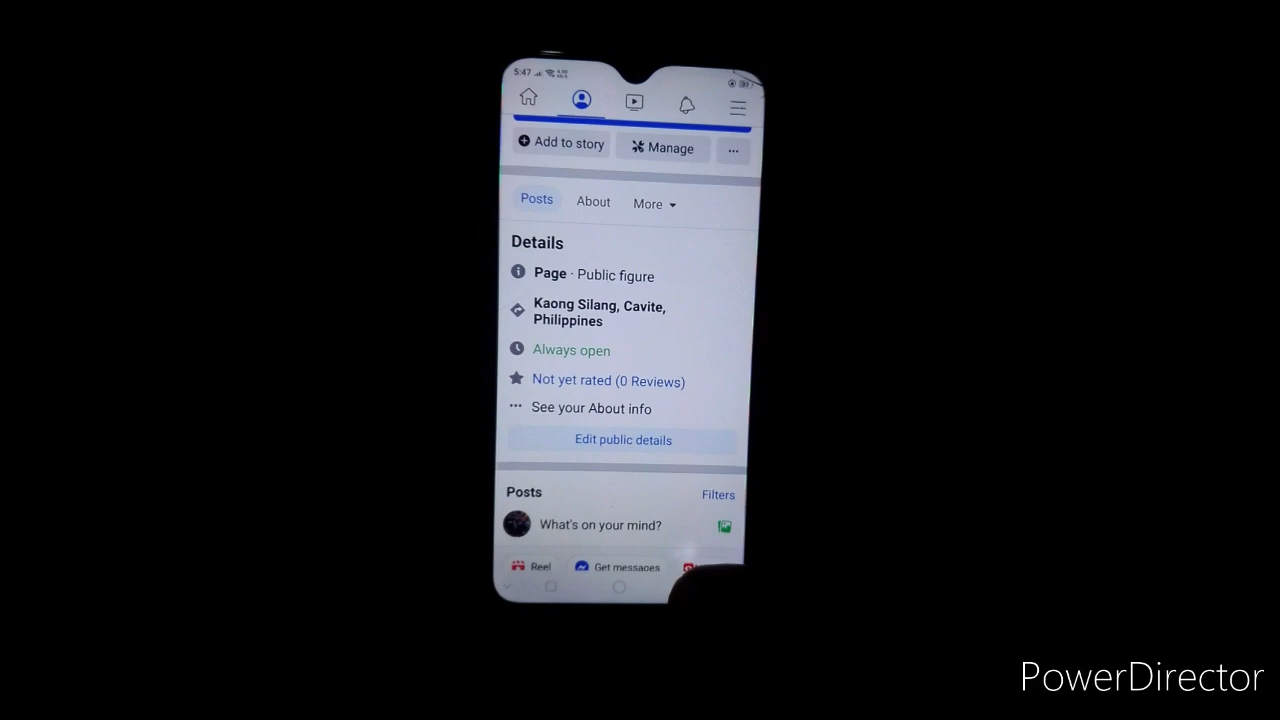 5:47
Add to story
Manage
Posts
About
More
Details
Page · Public figure
Kaong Silang, Cavite,
Philippines
Always open
Not yet rated (0 Reviews)
See your About info
Edit public details
Posts
Filters
What's on your mind?
Reel
Get messages
PowerDirector